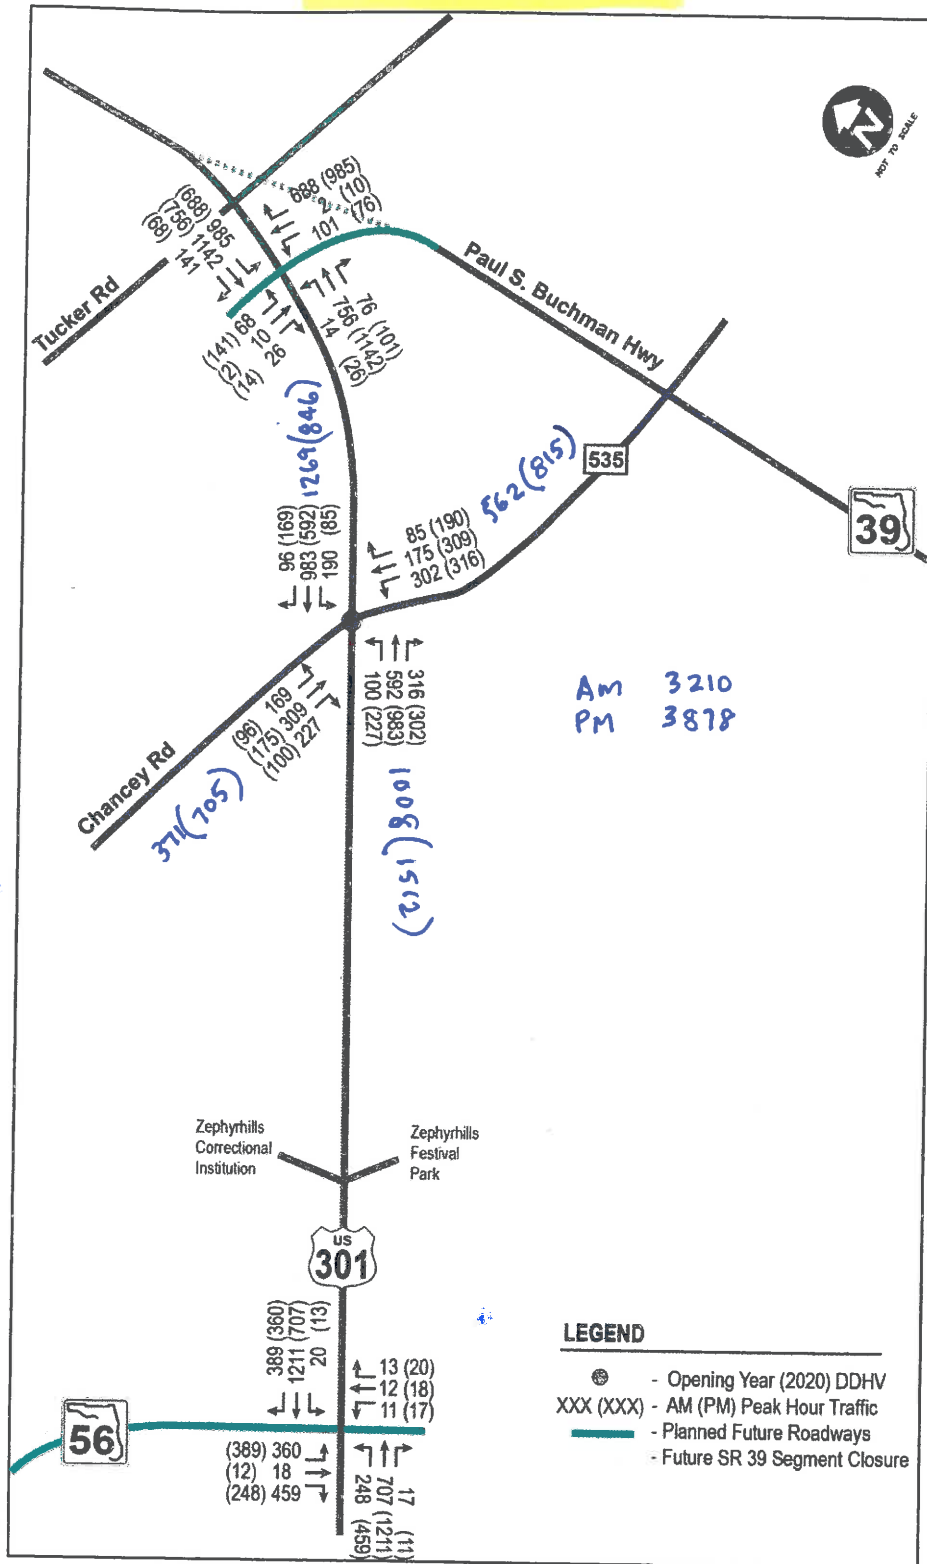 NOT TO SCALE
688 (985)
2 (10)
101 (76)
(688) 985
(756) 1142
(68) 141
Tucker Rd
Paul S. Buchman Hwy
(141) 68
(2) 10
(14) 26
76 (101)
756 (1142)
14 (26)
1269(846)
562(815)
535
39
96 (169)
983 (592)
190 (85)
85 (190)
175 (309)
302 (316)
(96) 169
(175) 309
(100) 227
316 (302)
592 (983)
100 (227)
Am 3210
PM 3878
Chancey Rd
371(705)
1008(1512)
Zephyrhills
Correctional
Institution
Zephyrhills
Festival
Park
US
301
389 (360)
1211 (707)
20 (13)
13 (20)
12 (18)
11 (17)
56
(389) 360
(12) 18
(248) 459
17 (11)
707 (1211)
248 (459)
LEGEND
- Opening Year (2020) DDHV
XXX (XXX) - AM (PM) Peak Hour Traffic
- Planned Future Roadways
- Future SR 39 Segment Closure